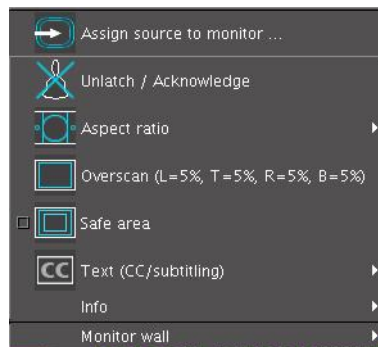 Assign source to monitor ...
Unlatch / Acknowledge
Aspect ratio
Overscan (L=5%, T=5%, R=5%, B=5%)
Safe area
CC Text (CC/subtitling)
Info
Monitor wall